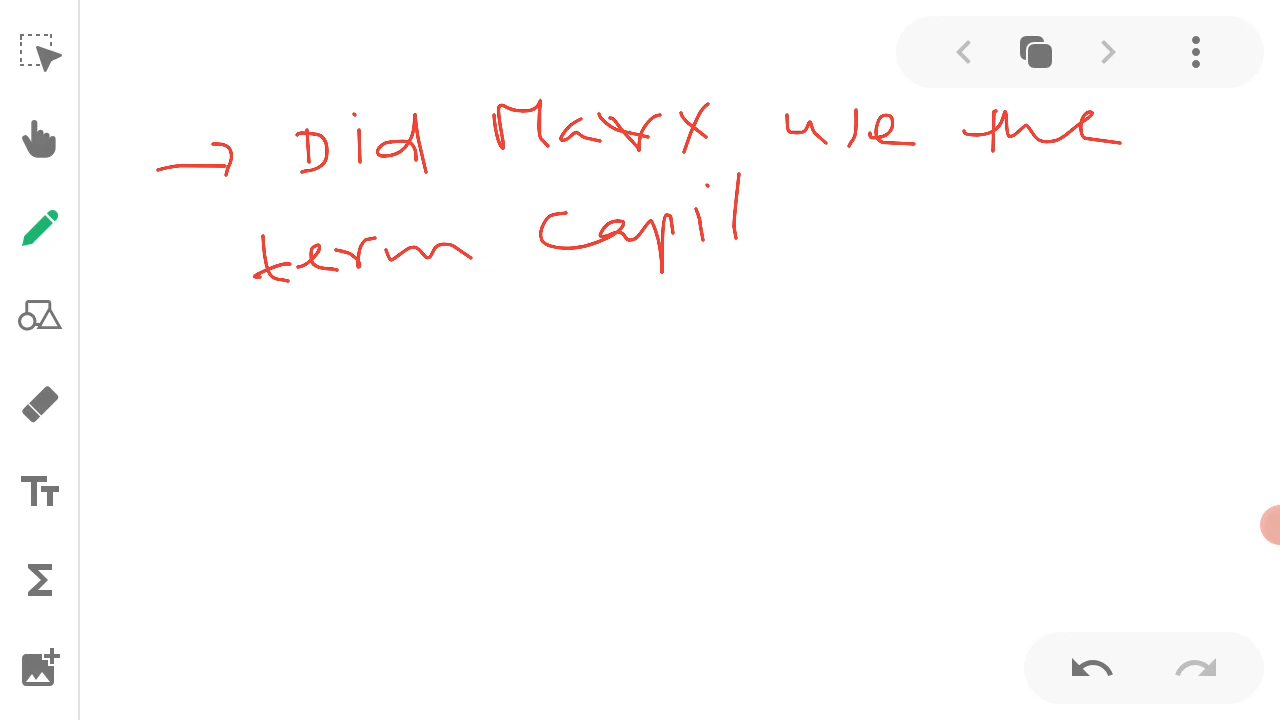 → Did Marx use the
term capil